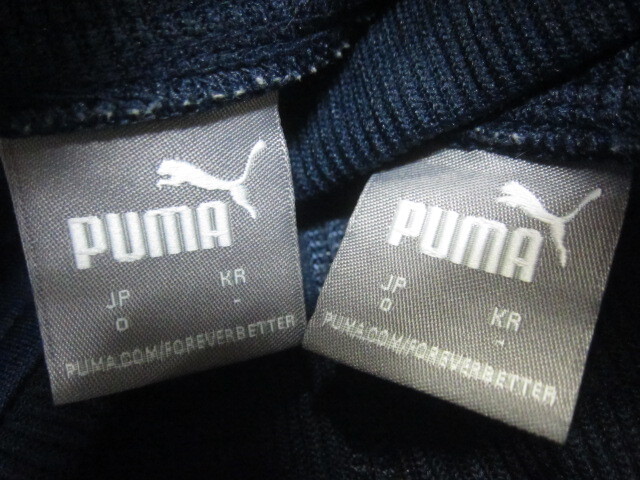 PUMA
JP KR
O -
PUMA.COM/FOREVERBETTER
PUMA
JP KR
O -
PUMA.COM/FOREVERBETTER